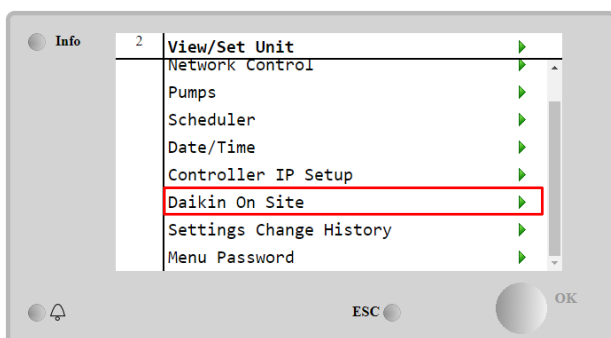 Info
2 View/Set Unit
Network Control
Pumps
Scheduler
Date/Time
Controller IP Setup
Daikin On Site
Settings Change History
Menu Password
ESC
OK